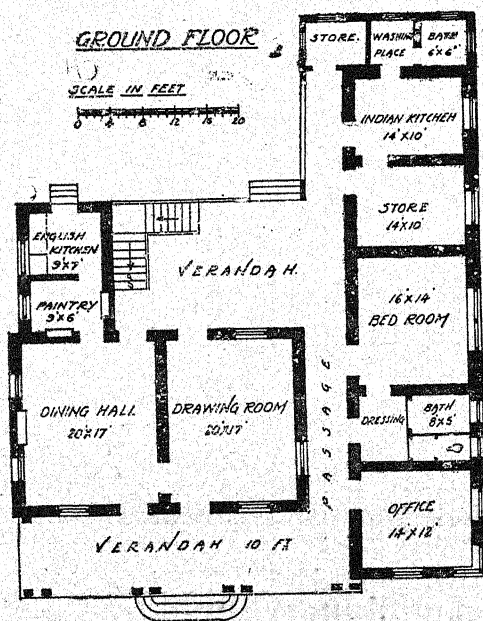 GROUND FLOOR
SCALE IN FEET
0 4 8 12 16 20
STORE.
WASHING
PLACE
BATH
6'X6'
INDIAN KITCHEN
14'X10'
STORE
14'X10'
ENGLISH
KITCHEN
9'X7'
PAINTRY
9'X6'
VERANDAH.
16'X14'
BED ROOM
DINING HALL
20'X17'
DRAWING ROOM
20'X17'
PASSAGE
DRESSING
BATH
8'X5'
OFFICE
14'X12'
VERANDAH 10 FT